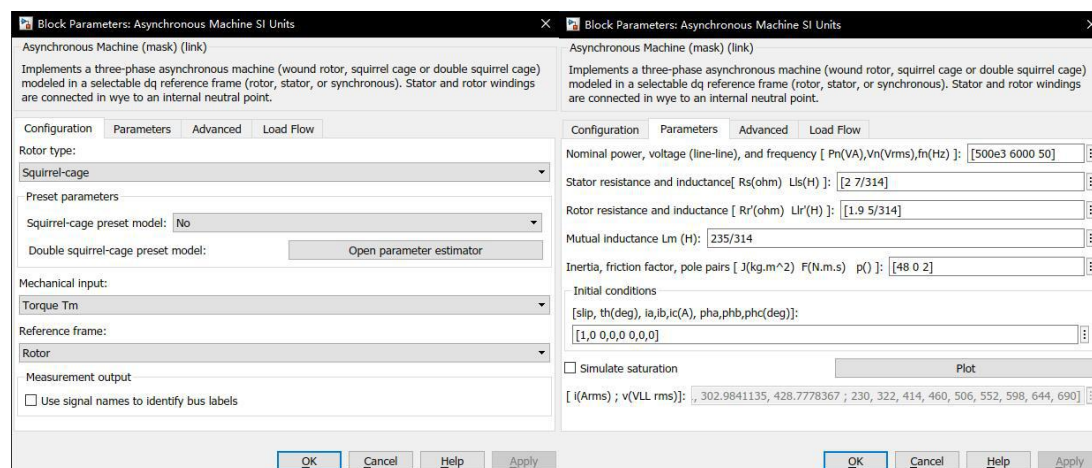 Block Parameters: Asynchronous Machine SI Units
Asynchronous Machine (mask) (link)
Implements a three-phase asynchronous machine (wound rotor, squirrel cage or double squirrel cage)
modeled in a selectable dq reference frame (rotor, stator, or synchronous). Stator and rotor windings
are connected in wye to an internal neutral point.
Configuration Parameters Advanced Load Flow
Rotor type:
Squirrel-cage
Preset parameters
Squirrel-cage preset model: No
Double squirrel-cage preset model: Open parameter estimator
Mechanical input:
Torque Tm
Reference frame:
Rotor
Measurement output
Use signal names to identify bus labels
OK Cancel Help Apply
Block Parameters: Asynchronous Machine SI Units
Asynchronous Machine (mask) (link)
Implements a three-phase asynchronous machine (wound rotor, squirrel cage or double squirrel cage)
modeled in a selectable dq reference frame (rotor, stator, or synchronous). Stator and rotor windings
are connected in wye to an internal neutral point.
Configuration Parameters Advanced Load Flow
Nominal power, voltage (line-line), and frequency [ Pn(VA),Vn(Vrms),fn(Hz) ]: [500e3 6000 50]
Stator resistance and inductance[ Rs(ohm) Lls(H) ]: [2 7/314]
Rotor resistance and inductance [ Rr'(ohm) Llr'(H) ]: [1.9 5/314]
Mutual inductance Lm (H): 235/314
Inertia, friction factor, pole pairs [ J(kg.m^2) F(N.m.s) p() ]: [48 0 2]
Initial conditions
[slip, th(deg), ia,ib,ic(A), pha,phb,phc(deg)]:
[1,0 0,0,0 0,0,0]
Simulate saturation Plot
[ i(Arms) ; v(VLL rms)]: ., 302.9841135, 428.7778367 ; 230, 322, 414, 460, 506, 552, 598, 644, 690]
OK Cancel Help Apply